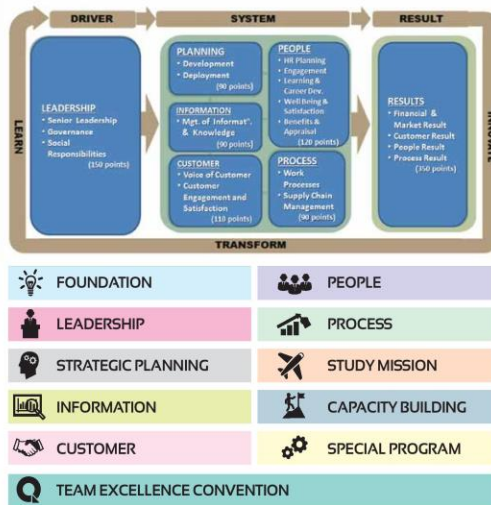 DRIVER
SYSTEM
RESULT
LEARN
LEADERSHIP
• Senior Leadership
• Governance
• Social
Responsibilities
(150 points)
PLANNING
• Development
• Deployment
(90 points)
INFORMATION
• Mgt. of Informat'.
& Knowledge
(90 points)
CUSTOMER
• Voice of Customer
• Customer
Engagement and
Satisfaction
(110 points)
PEOPLE
• HR Planning
• Engagement
• Learning &
Career Dev.
• Well Being &
Satisfaction
• Benefits &
Appraisal
(120 points)
PROCESS
• Work
Processes
• Supply Chain
Management
(90 points)
RESULTS
• Financial &
Market Result
• Customer Result
• People Result
• Process Result
(350 points)
TRANSFORM
FOUNDATION
PEOPLE
LEADERSHIP
PROCESS
STRATEGIC PLANNING
STUDY MISSION
INFORMATION
CAPACITY BUILDING
CUSTOMER
SPECIAL PROGRAM
TEAM EXCELLENCE CONVENTION